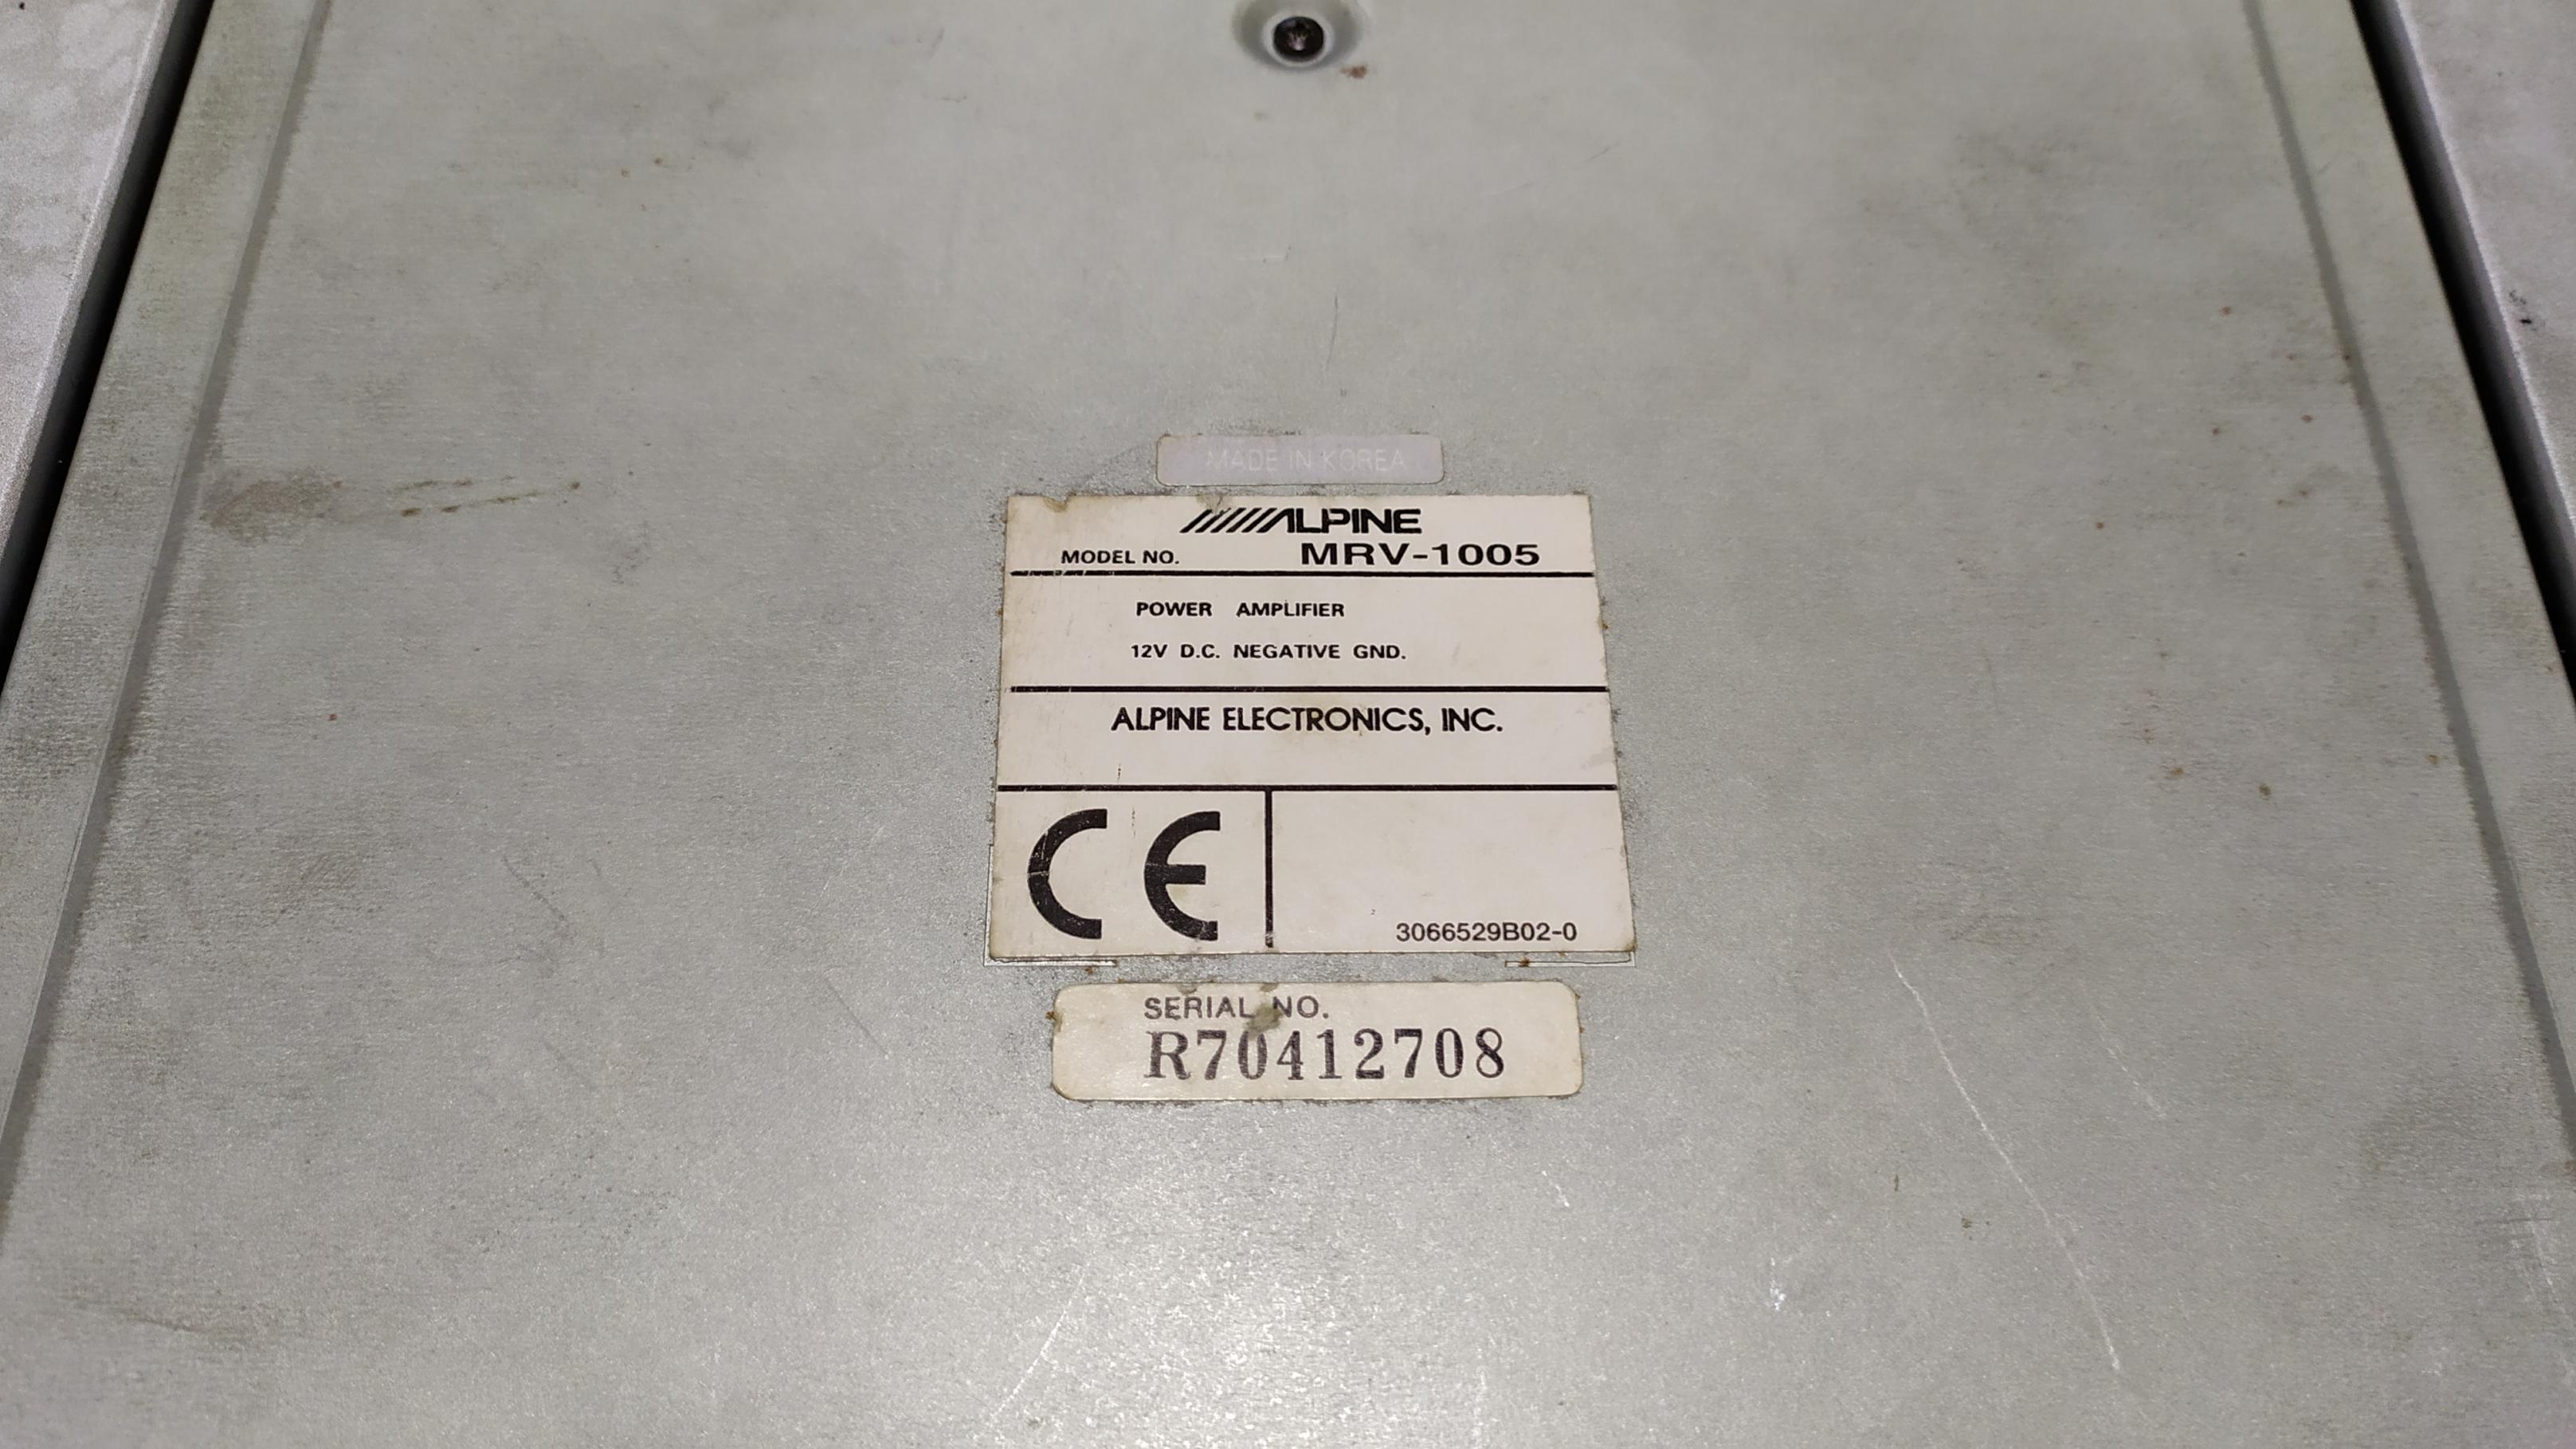 MADE IN KOREA
ALPINE
MODEL NO. MRV-1005
POWER AMPLIFIER
12V D.C. NEGATIVE GND.
ALPINE ELECTRONICS, INC.
CE
3066529B02-0
SERIAL NO.
R70412708